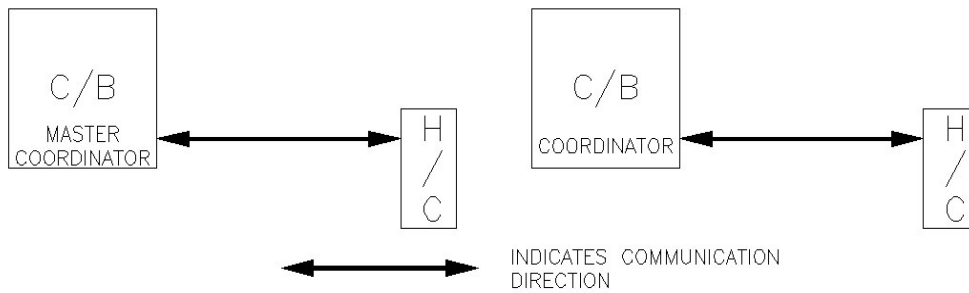 C/B
MASTER
COORDINATOR
H
/
C
C/B
COORDINATOR
H
/
C
INDICATES COMMUNICATION
DIRECTION